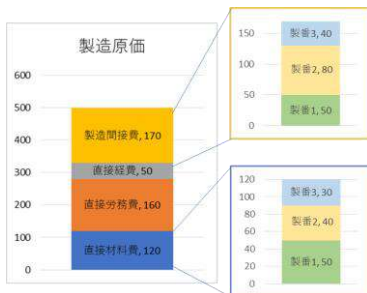 製造原価
600
500
400
300
200
100
0
製造間接費, 170
直接経費, 50
直接労務費, 160
直接材料費, 120
150
100
50
0
製番3, 40
製番2, 80
製番1, 50
120
100
80
60
40
20
0
製番3, 30
製番2, 40
製番1, 50